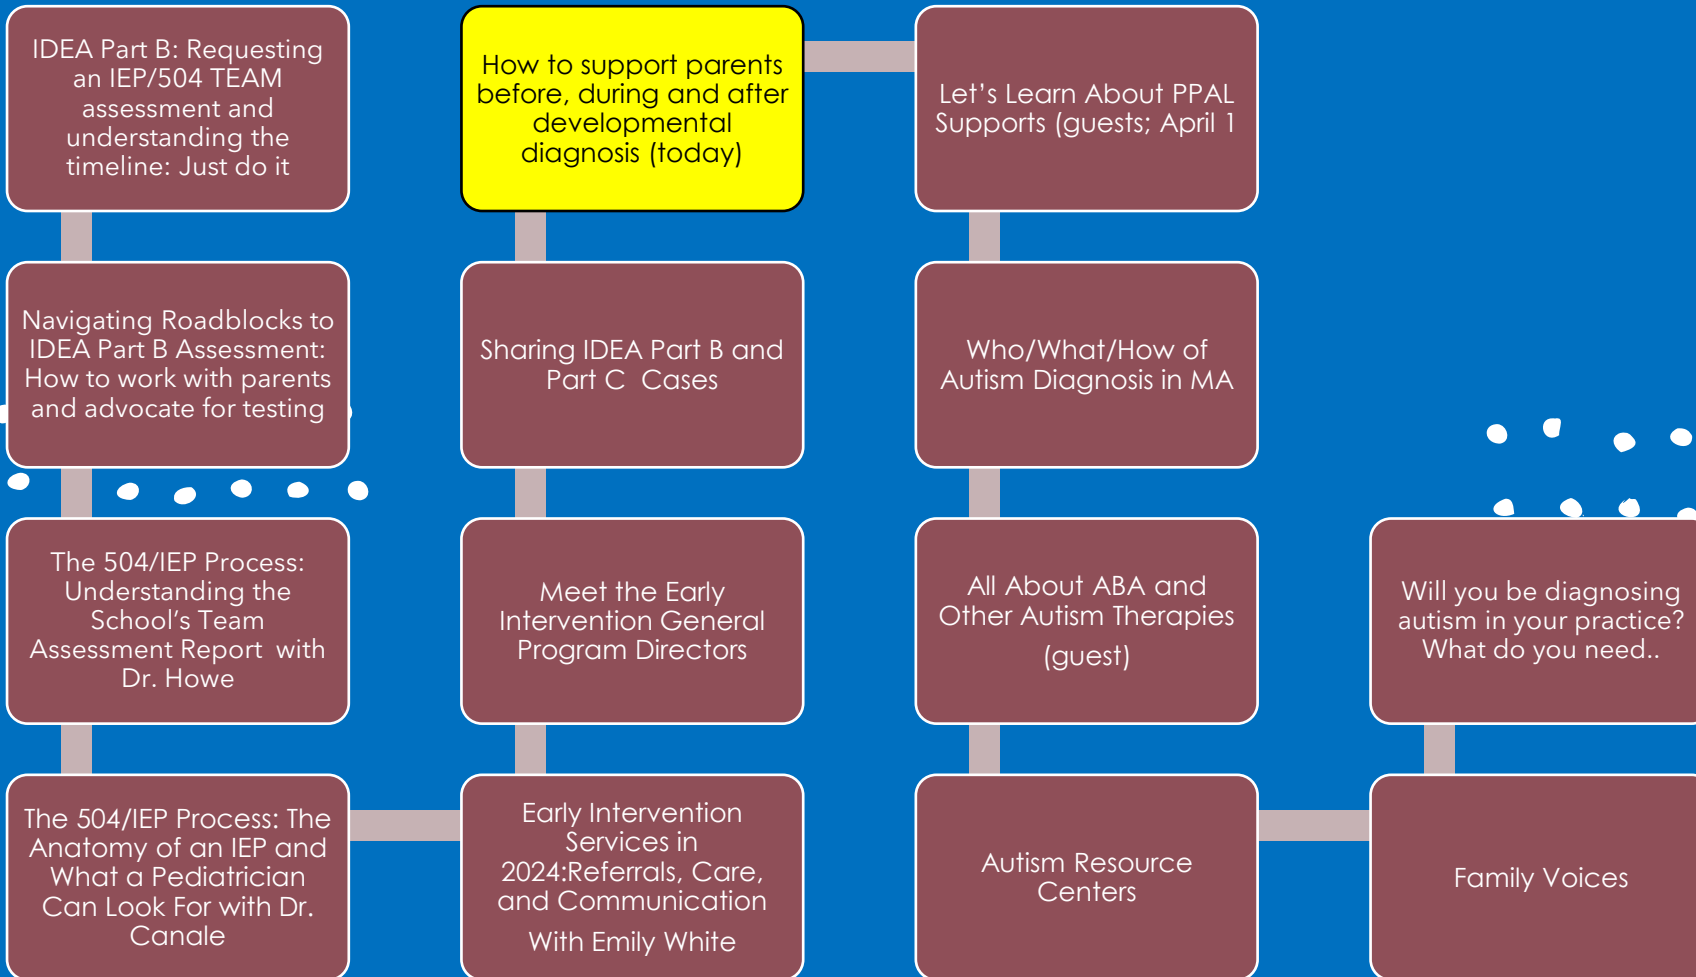 IDEA Part B: Requesting
an IEP/504 TEAM
assessment and
understanding the
timeline: Just do it
Navigating Roadblocks to
IDEA Part B Assessment:
How to work with parents
and advocate for testing
The 504/IEP Process:
Understanding the
School’s Team
Assessment Report with
Dr. Howe
The 504/IEP Process: The
Anatomy of an IEP and
What a Pediatrician
Can Look For with Dr.
Canale
Early Intervention
Services in
2024:Referrals, Care,
and Communication
With Emily White
Meet the Early
Intervention General
Program Directors
Sharing IDEA Part B and
Part C Cases
How to support parents
before, during and after
developmental
diagnosis (today)
Let’s Learn About PPAL
Supports (guests; April 1
Who/What/How of
Autism Diagnosis in MA
All About ABA and
Other Autism Therapies
(guest)
Autism Resource
Centers
Family Voices
Will you be diagnosing
autism in your practice?
What do you need..